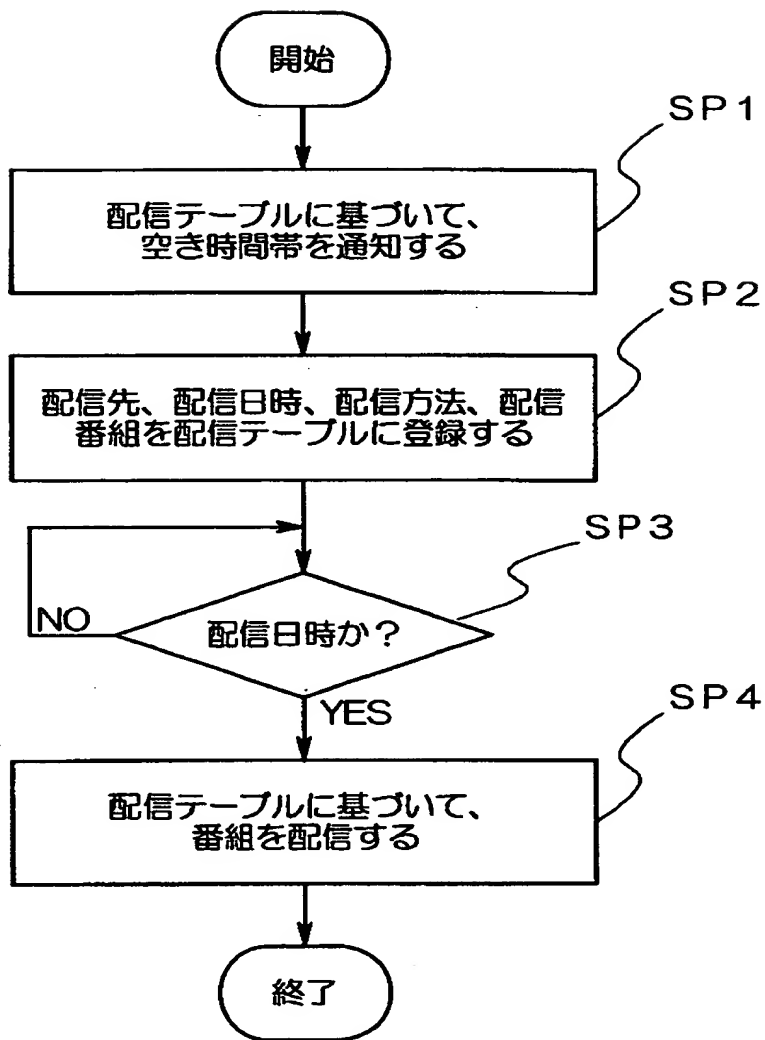 開始
SP1
配信テーブルに基づいて、
空き時間帯を通知する
SP2
配信先、配信日時、配信方法、配信
番組を配信テーブルに登録する
SP3
配信日時か？
NO
YES
SP4
配信テーブルに基づいて、
番組を配信する
終了